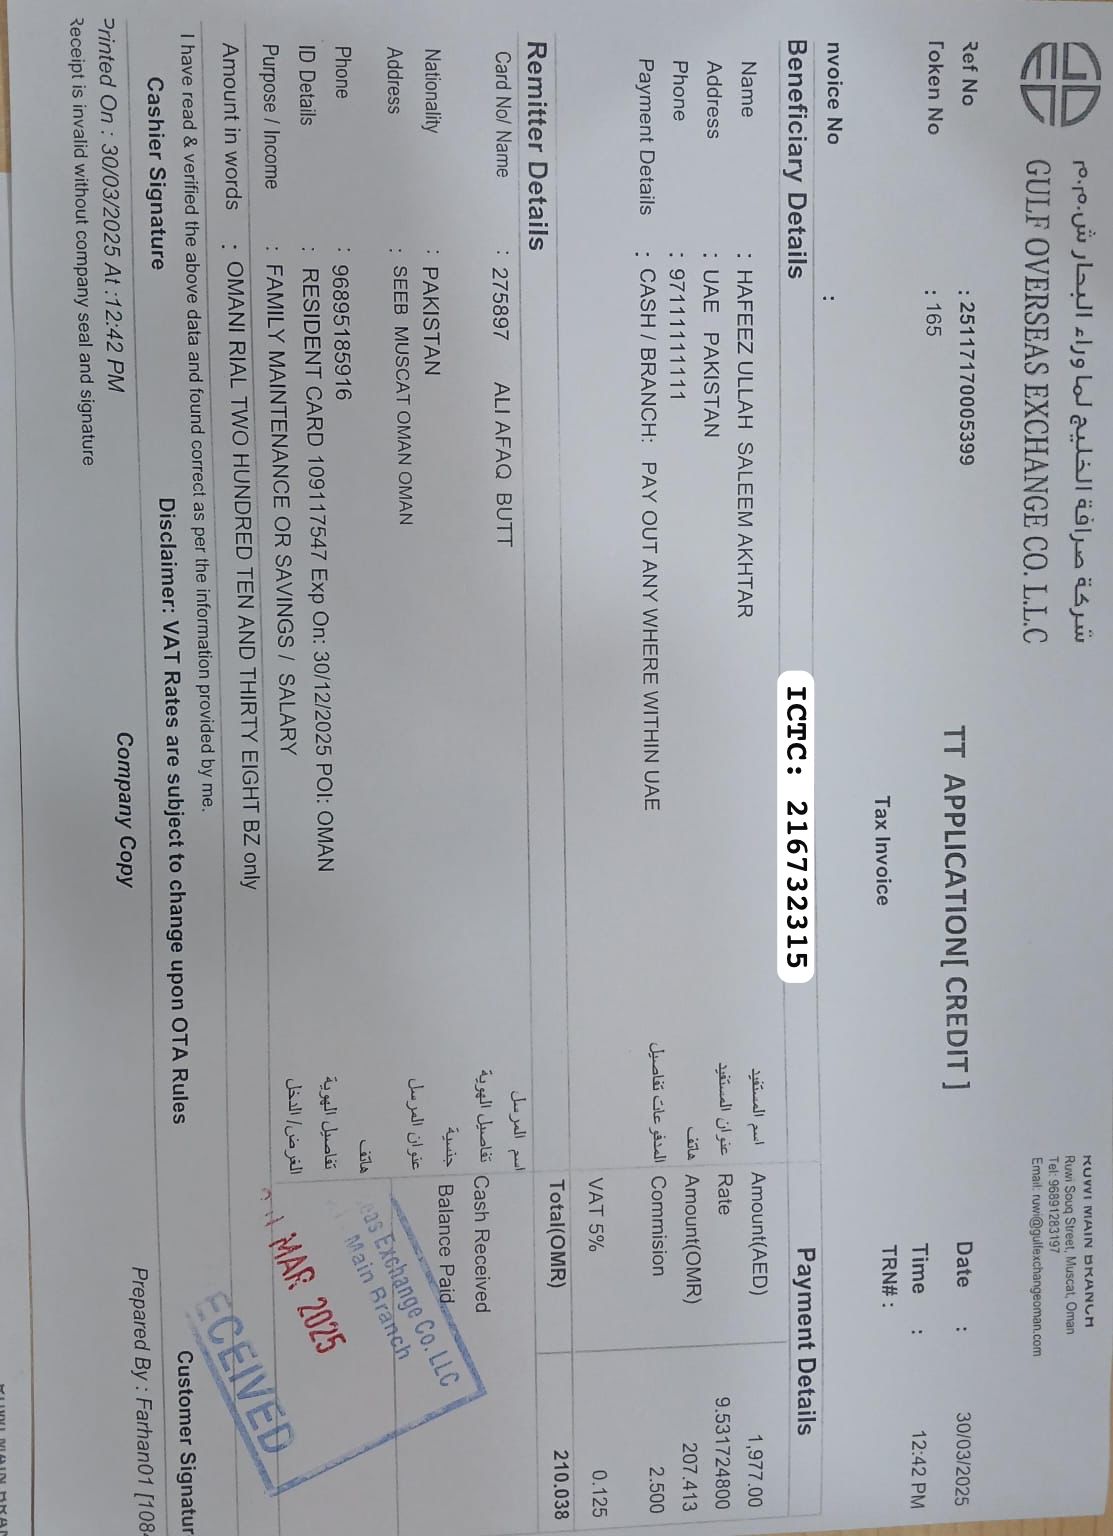 شركة صرافة الخليج لما وراء البحار ش.م.م
GULF OVERSEAS EXCHANGE CO. L.L.C
RUWI MAIN BRANCH
Ruwi Souq Street, Muscat, Oman
Tel: 96891283197
Email: ruwi@gulfexchangeoman.com
TT APPLICATION[ CREDIT ]
Ref No : 251171170005399
Date : 30/03/2025
Token No : 165
Time : 12:42 PM
Tax Invoice
TRN# :
nvoice No :
Beneficiary Details
ICTC: 216732315
Payment Details
Name : HAFEEZ ULLAH SALEEM AKHTAR اسم المستفيد Amount(AED) 1,977.00
Address : UAE PAKISTAN عنوان المستفيد Rate 9.531724800
Phone : 971111111111 هاتف Amount(OMR) 207.413
Payment Details : CASH / BRANCH: PAY OUT ANY WHERE WITHIN UAE المدفوعات تفاصيل Commision 2.500
VAT 5% 0.125
Total(OMR) 210.038
Remitter Details
اسم المرسل
Card No/ Name : 275897 ALI AFAQ BUTT تفاصيل الهوية Cash Received
Nationality : PAKISTAN جنسية Balance Paid
Address : SEEB MUSCAT OMAN OMAN عنوان المرسل
Phone : 96895185916 هاتف
ID Details : RESIDENT CARD 109117547 Exp On: 30/12/2025 POI: OMAN تفاصيل الهوية
Purpose / Income : FAMILY MAINTENANCE OR SAVINGS / SALARY الغرض/ الدخل
Amount in words : OMANI RIAL TWO HUNDRED TEN AND THIRTY EIGHT BZ only
eas Exchange Co. LLC
Main Branch
MAR 2025
ECEIVED
I have read & verified the above data and found correct as per the information provided by me.
Cashier Signature
Disclaimer: VAT Rates are subject to change upon OTA Rules
Customer Signatur
Printed On : 30/03/2025 At :12:42 PM
Company Copy
Prepared By : Farhan01 [108
Receipt is invalid without company seal and signature